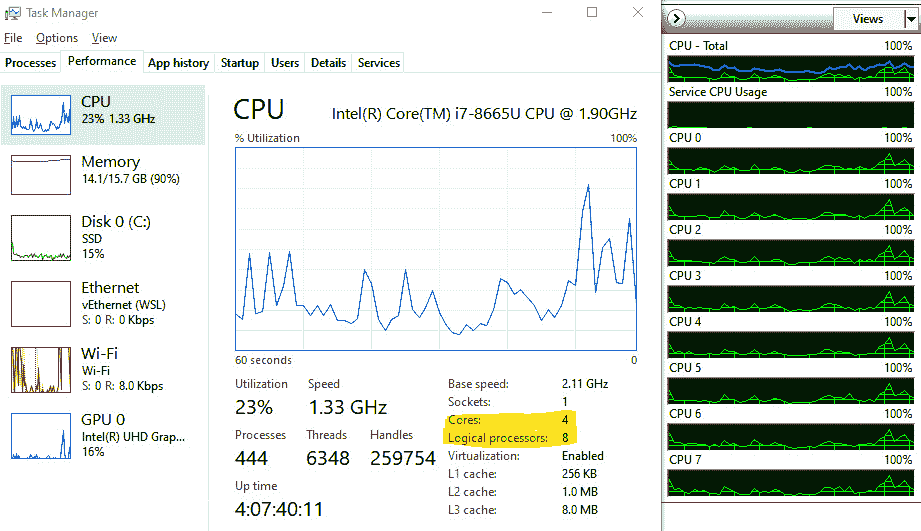 Task Manager
File Options View
Processes Performance App history Startup Users Details Services
CPU
23% 1.33 GHz
Memory
14.1/15.7 GB (90%)
Disk 0 (C:)
SSD
15%
Ethernet
vEthernet (WSL)
S: 0 R: 0 Kbps
Wi-Fi
Wi-Fi
S: 0 R: 8.0 Kbps
GPU 0
Intel(R) UHD Grap...
16%
CPU Intel(R) Core(TM) i7-8665U CPU @ 1.90GHz
% Utilization 100%
60 seconds 0
Utilization Speed
23% 1.33 GHz
Processes Threads Handles
444 6348 259754
Up time
4:07:40:11
Base speed: 2.11 GHz
Sockets: 1
Cores: 4
Logical processors: 8
Virtualization: Enabled
L1 cache: 256 KB
L2 cache: 1.0 MB
L3 cache: 8.0 MB
Views
CPU - Total 100%
Service CPU Usage 100%
CPU 0 100%
CPU 1 100%
CPU 2 100%
CPU 3 100%
CPU 4 100%
CPU 5 100%
CPU 6 100%
CPU 7 100%